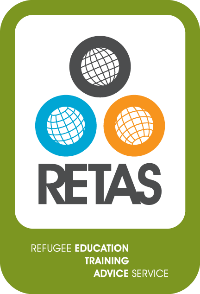 RETAS
REFUGEE EDUCATION
TRAINING
ADVICE SERVICE